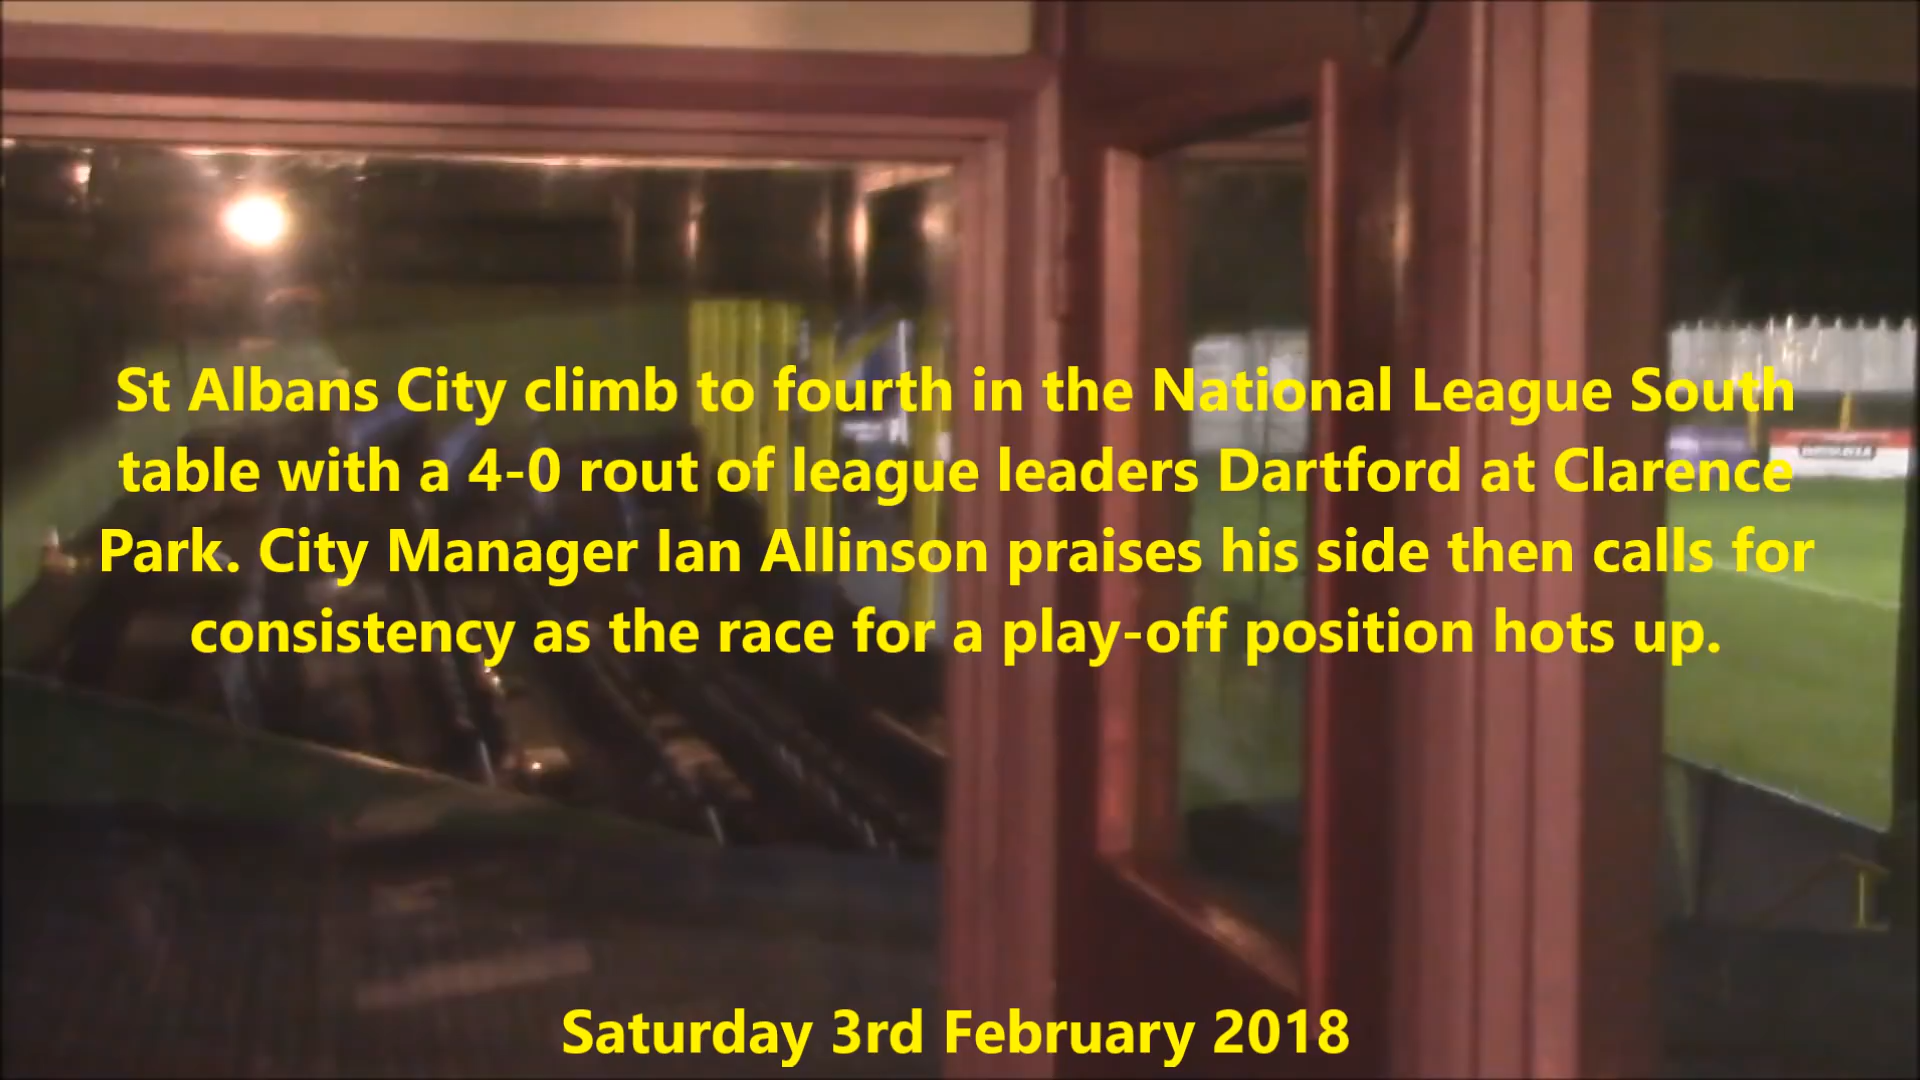 St Albans City climb to fourth in the National League South
table with a 4-0 rout of league leaders Dartford at Clarence
Park. City Manager Ian Allinson praises his side then calls for
consistency as the race for a play-off position hots up.
Saturday 3rd February 2018